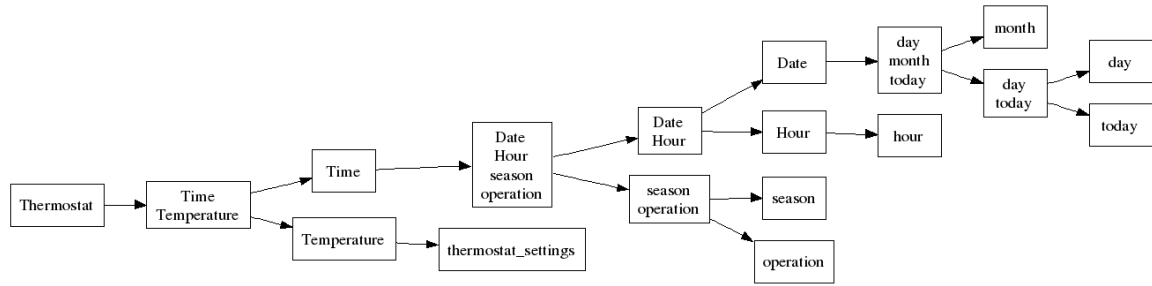 Thermostat
Time
Temperature
Time
Temperature
thermostat_settings
Date
Hour
season
operation
Date
Hour
season
operation
Date
Hour
season
operation
day
month
today
hour
month
day
today
day
today